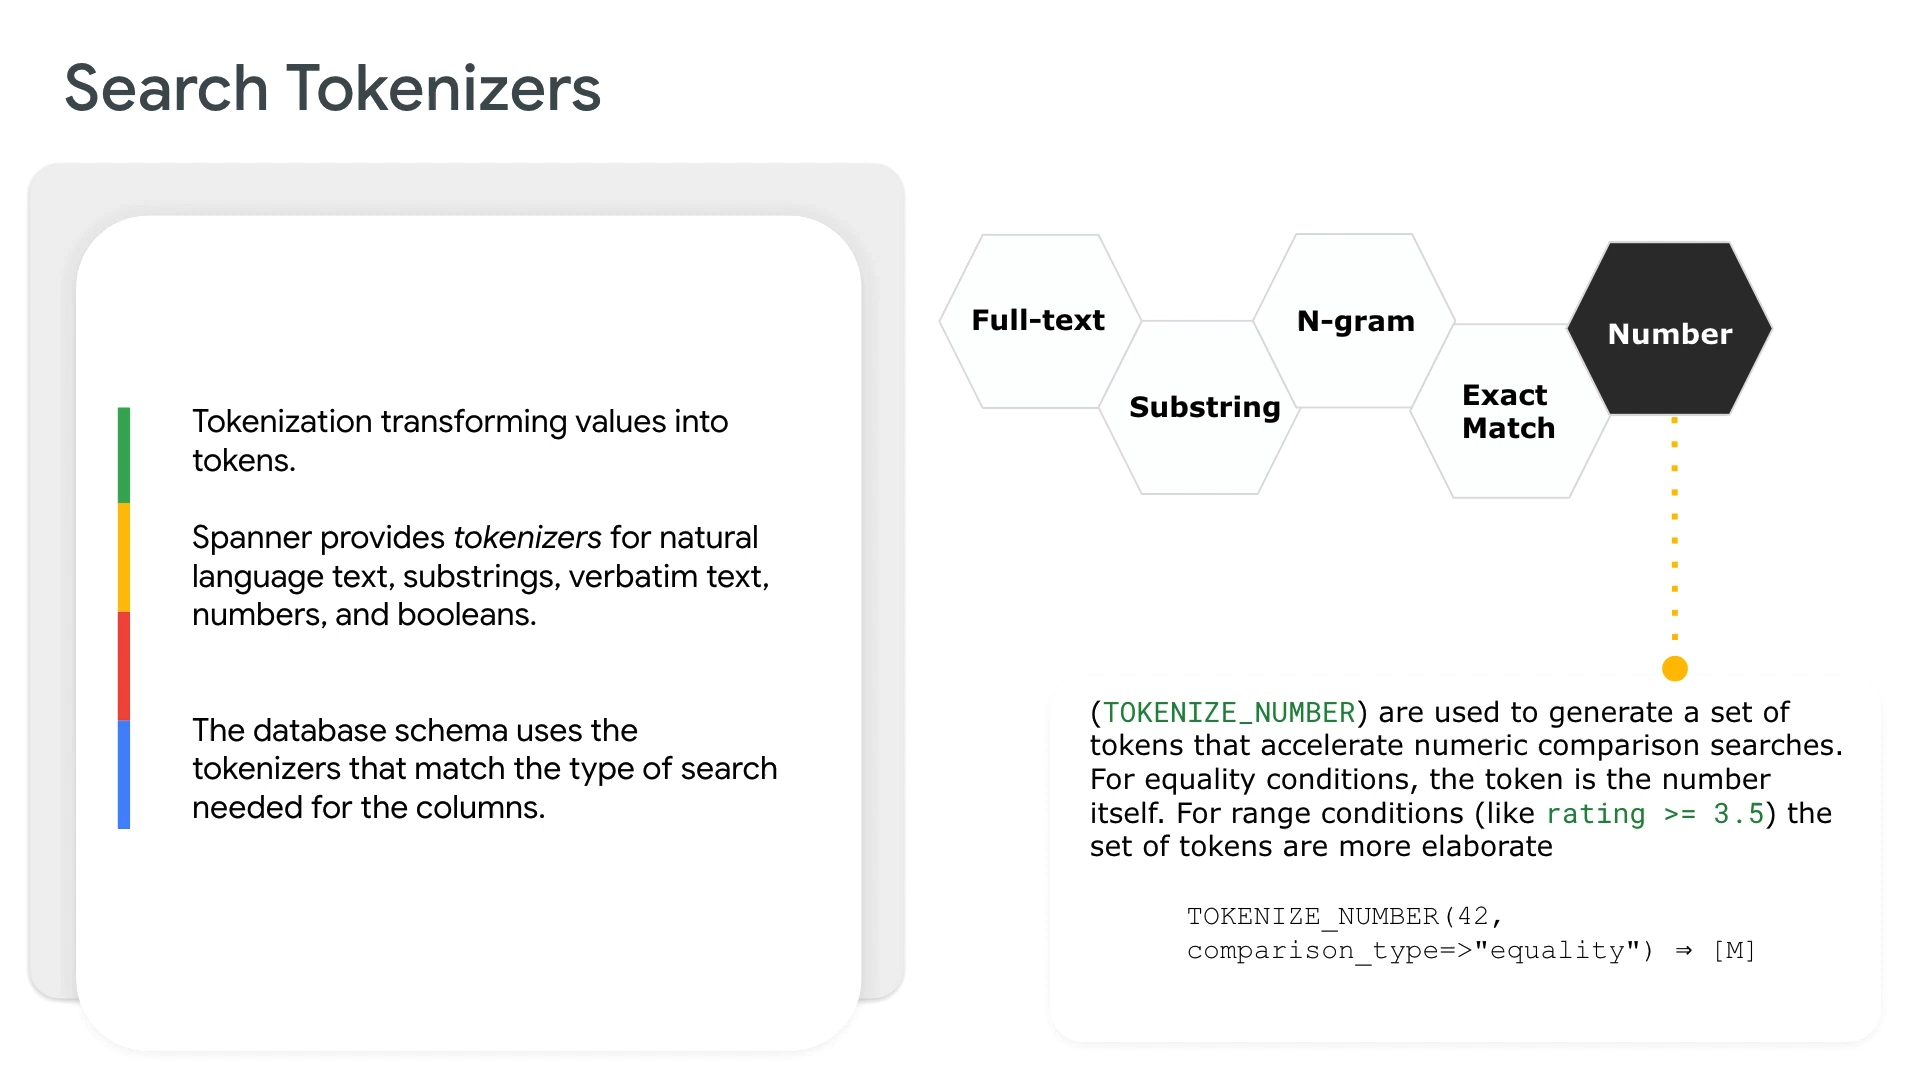 Search Tokenizers
Tokenization transforming values into
tokens.
Spanner provides tokenizers for natural
language text, substrings, verbatim text,
numbers, and booleans.
The database schema uses the
tokenizers that match the type of search
needed for the columns.
Full-text
Substring
N-gram
Exact
Match
Number
(TOKENIZE_NUMBER) are used to generate a set of
tokens that accelerate numeric comparison searches.
For equality conditions, the token is the number
itself. For range conditions (like rating >= 3.5) the
set of tokens are more elaborate
TOKENIZE_NUMBER(42,
comparison_type=>"equality") ⇒ [M]